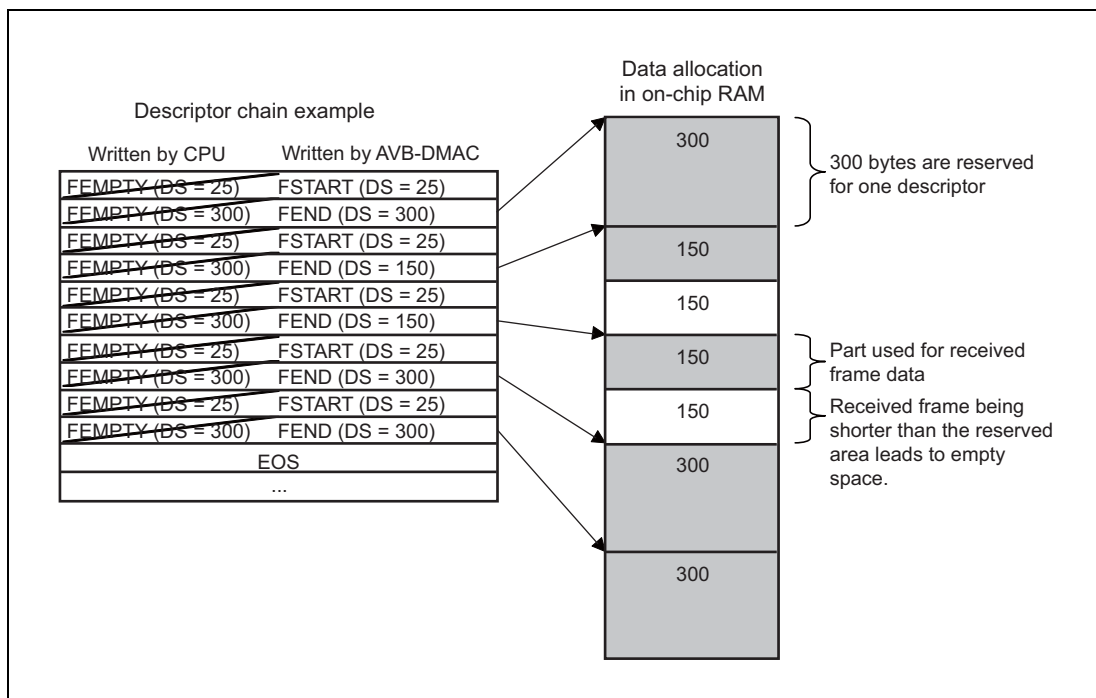 Descriptor chain example
Written by CPU Written by AVB-DMAC
FEMPTY (DS = 25) FSTART (DS = 25)
FEMPTY (DS = 300) FEND (DS = 300)
FEMPTY (DS = 25) FSTART (DS = 25)
FEMPTY (DS = 300) FEND (DS = 150)
FEMPTY (DS = 25) FSTART (DS = 25)
FEMPTY (DS = 300) FEND (DS = 150)
FEMPTY (DS = 25) FSTART (DS = 25)
FEMPTY (DS = 300) FEND (DS = 300)
FEMPTY (DS = 25) FSTART (DS = 25)
FEMPTY (DS = 300) FEND (DS = 300)
EOS
...
Data allocation
in on-chip RAM
300
150
150
150
150
300
300
300 bytes are reserved
for one descriptor
Part used for received
frame data
Received frame being
shorter than the reserved
area leads to empty
space.